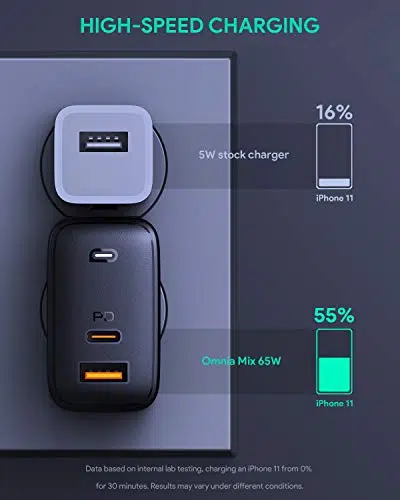 HIGH-SPEED CHARGING
16%
5W stock charger
iPhone 11
PD
55%
Omnia Mix 65W
iPhone 11
Data based on internal lab testing, charging an iPhone 11 from 0%
for 30 minutes. Results may vary under different conditions.